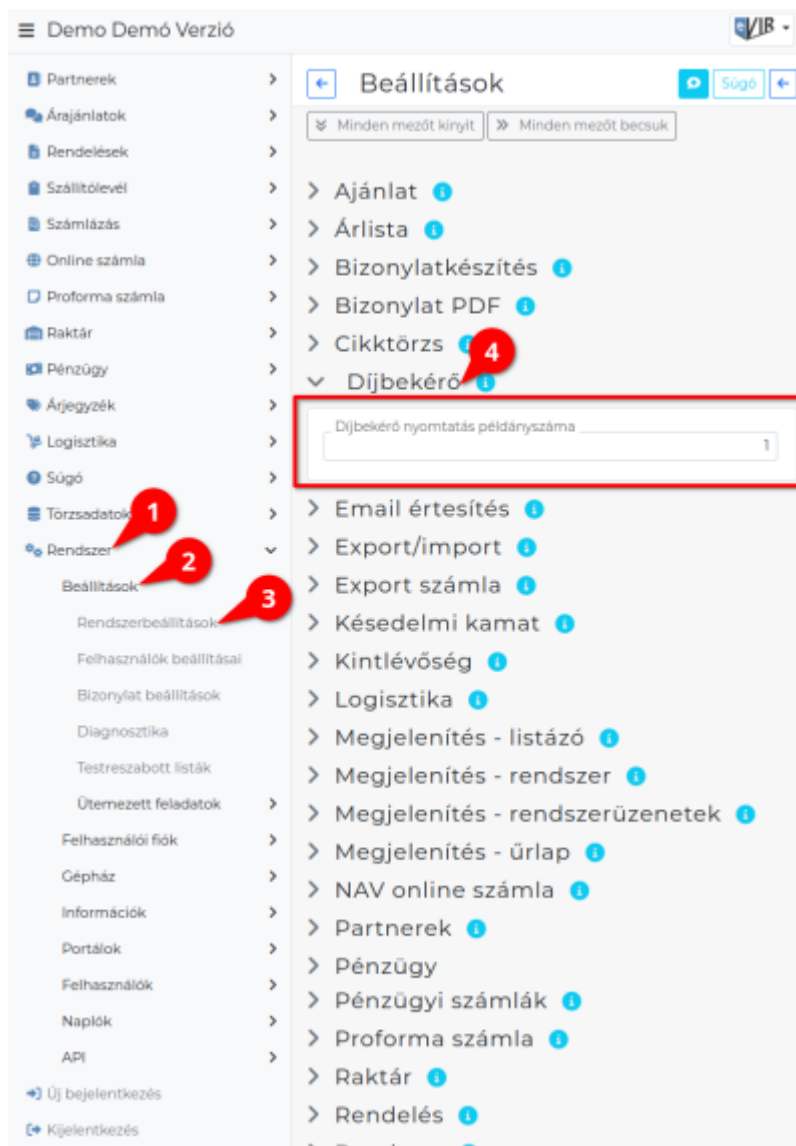 Demo Demó Verzió
VIR
Partnerek
Árajánlatok
Rendelések
Szállítólevél
Számlázás
Online számla
Proforma számla
Raktár
Pénzügy
Árjegyzék
Logisztika
Súgó
Törzsadatok
1
Rendszer
2
Beállítások
3
Rendszerbeállítások
Felhasználók beállításai
Bizonylat beállítások
Diagnosztika
Testreszabott listák
Ütemezett feladatok
Felhasználói fiók
Gépház
Információk
Portálok
Felhasználók
Naplók
API
Új bejelentkezés
Kijelentkezés
Beállítások
Súgó
Minden mezőt kinyit
Minden mezőt becsuk
Ajánlat
Árlista
Bizonylatkészítés
Bizonylat PDF
Cikktörzs
4
Díjbekérő
Díjbekérő nyomtatás példányszáma
1
Email értesítés
Export/import
Export számla
Késedelmi kamat
Kintlévőség
Logisztika
Megjelenítés - listázó
Megjelenítés - rendszer
Megjelenítés - rendszerüzenetek
Megjelenítés - űrlap
NAV online számla
Partnerek
Pénzügy
Pénzügyi számlák
Proforma számla
Raktár
Rendelés